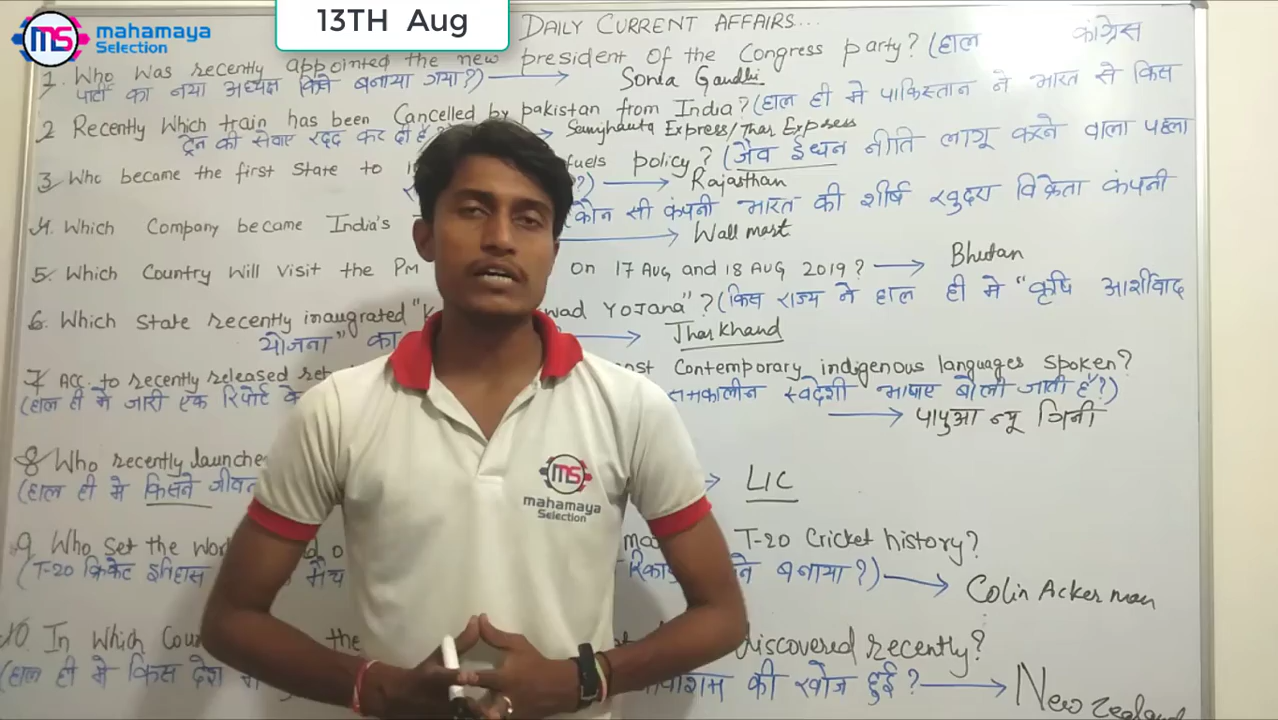 mahamaya
Selection
13TH Aug
DAILY CURRENT AFFAIRS...
1. Who was recently appointed the new president of the Congress party? (हाल कांग्रेस
पार्टी का नया अध्यक्ष किसे बनाया गया?) Sonia Gandhi
2 Recently Which train has been Cancelled by pakistan from India? (हाल ही मे पाकिस्तान ने भारत से किस
ट्रेन की सेवाए रद्द कर दी है Samjhauta Express/Thar Express
3. Who became the first State to fuels policy? (जैव ईंधन नीति लागू करने वाला पहला
?) Rajasthan
4. Which Company became India's (कौन सी कंपनी भारत की शीर्ष खुदरा विक्रेता कंपनी
Wall mart
5. Which Country will visit the PM on 17 AUG and 18 AUG 2019? Bhutan
6. Which State recently inaugrated "K wad YOJana"? (किस राज्य ने हाल ही मे "कृषि आर्शीवाद
योजना" का Jharkhand
7. ACC. to recently released Contemporary indigenous languages spoken?
(हाल ही मे जारी एक रिपोर्ट के समकालीन स्वदेशी भाषाए बोली जाती है?)
पापुआ न्यू गिनी
8. Who recently launche
(हाल ही मे किसने जीवन LIC
9 Who set the Wor T-20 Cricket history?
(T-20 क्रिकेट इतिहास मैच रिका ने बनाया?) Colin Ackerman
10. In which Coun the discovered recently?
(हाल ही मे किस देश की खोज हुई? New zealand
mahamaya
Selection